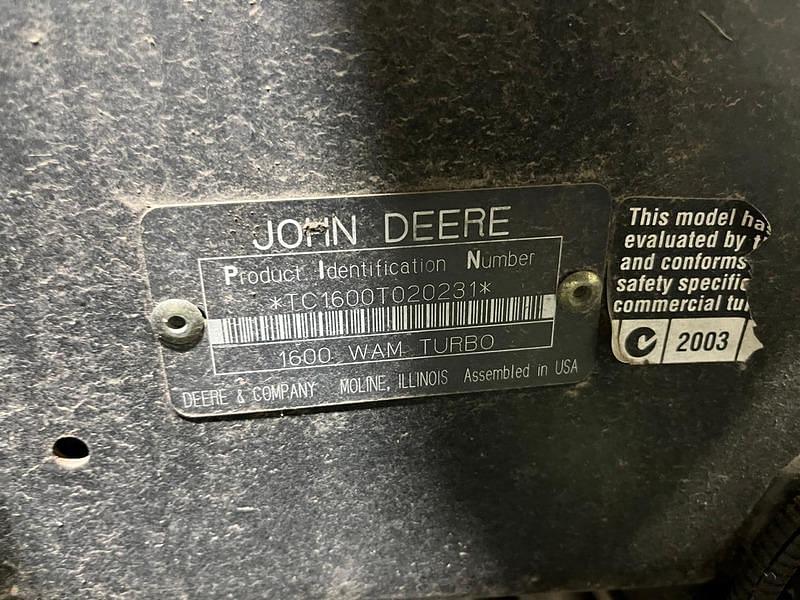 JOHN DEERE
Product Identification Number
*TC1600T020231*
1600 WAM TURBO
DEERE & COMPANY MOLINE, ILLINOIS Assembled in USA
This model has
evaluated by
and conforms
safety specific
commercial tu
2003